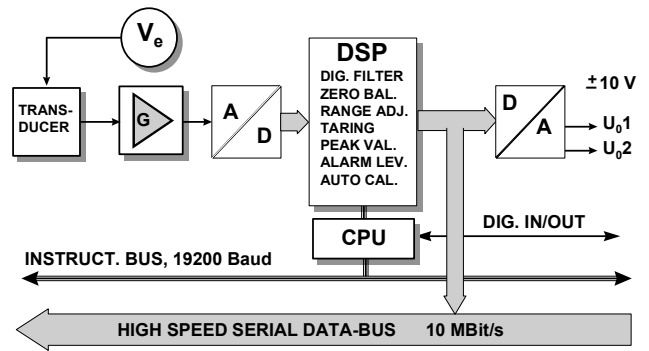 Ve
TRANS-
DUCER
G
A
D
DSP
DIG. FILTER
ZERO BAL.
RANGE ADJ.
TARING
PEAK VAL.
ALARM LEV.
AUTO CAL.
D
A
±10 V
U01
U02
CPU
DIG. IN/OUT
INSTRUCT. BUS, 19200 Baud
HIGH SPEED SERIAL DATA-BUS 10 MBit/s